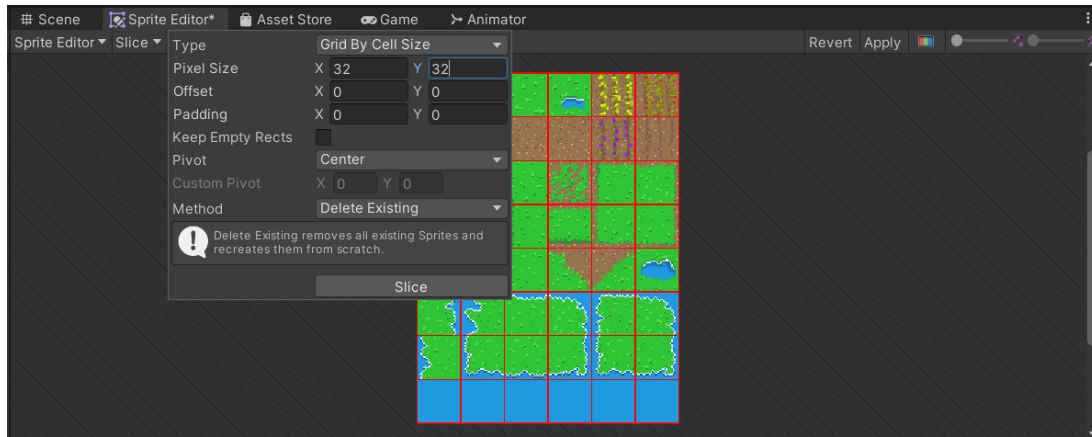 Scene Sprite Editor* Asset Store Game Animator
Sprite Editor Slice Revert Apply
Type Grid By Cell Size
Pixel Size X 32 Y 32
Offset X 0 Y 0
Padding X 0 Y 0
Keep Empty Rects
Pivot Center
Custom Pivot X 0 Y 0
Method Delete Existing
Delete Existing removes all existing Sprites and
recreates them from scratch.
Slice